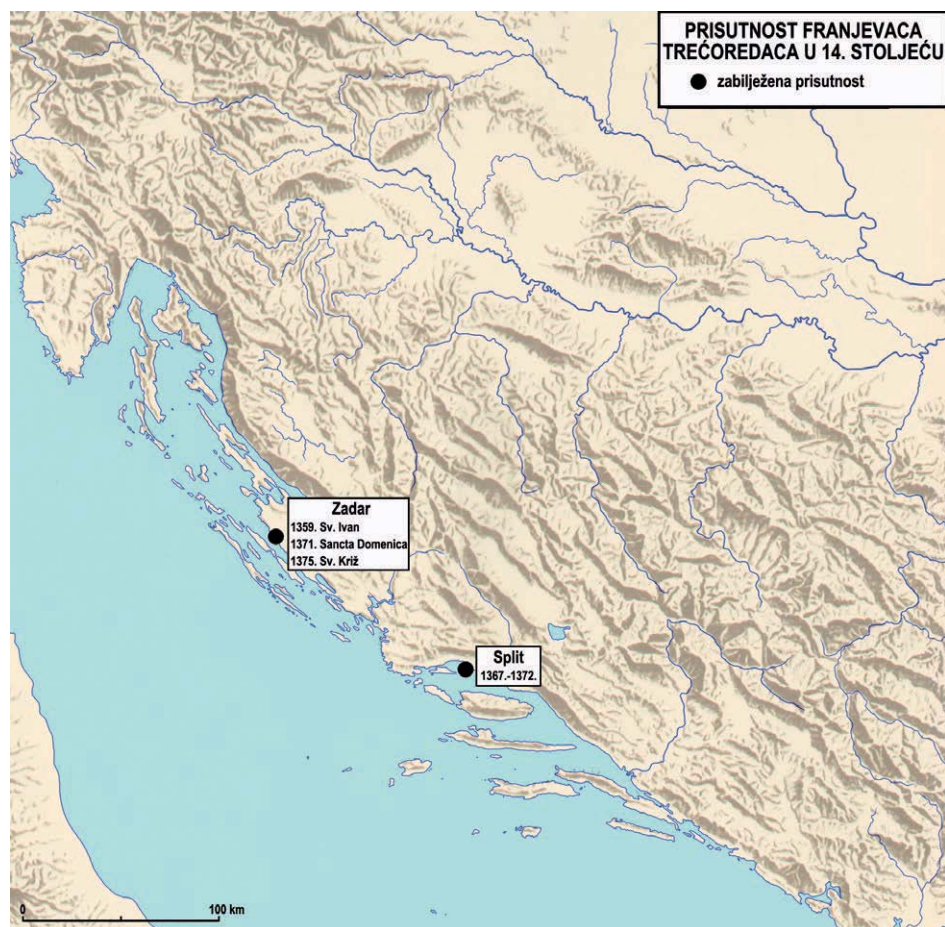 PRISUTNOST FRANJEVACA
TREĆOREDACA U 14. STOLJEĆU
zabilježena prisutnost
Zadar
1359. Sv. Ivan
1371. Sancta Domenica
1375. Sv. Križ
Split
1367.-1372.
0 100 km